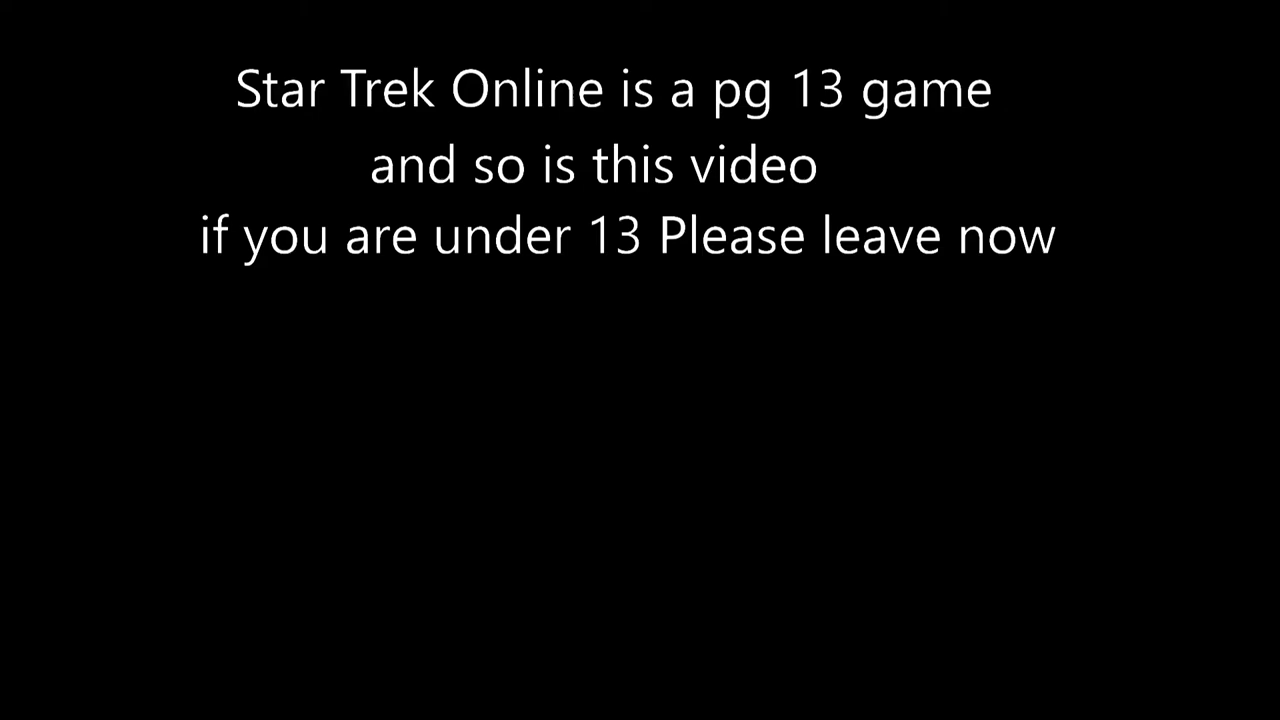 Star Trek Online is a pg 13 game
and so is this video
if you are under 13 Please leave now